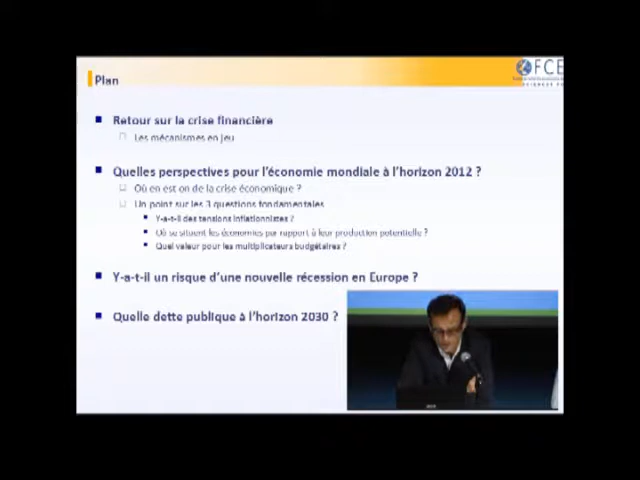 Plan
OFCE
SCIENCES PO
Retour sur la crise financière
Les mécanismes en jeu
Quelles perspectives pour l'économie mondiale à l'horizon 2012 ?
Où en est on de la crise économique ?
Un point sur les 3 questions fondamentales
Y-a-t-il des tensions inflationnistes ?
Où se situent les économies par rapport à leur production potentielle ?
Quel valeur pour les multiplicateurs budgétaires ?
Y-a-t-il un risque d'une nouvelle récession en Europe ?
Quelle dette publique à l'horizon 2030 ?